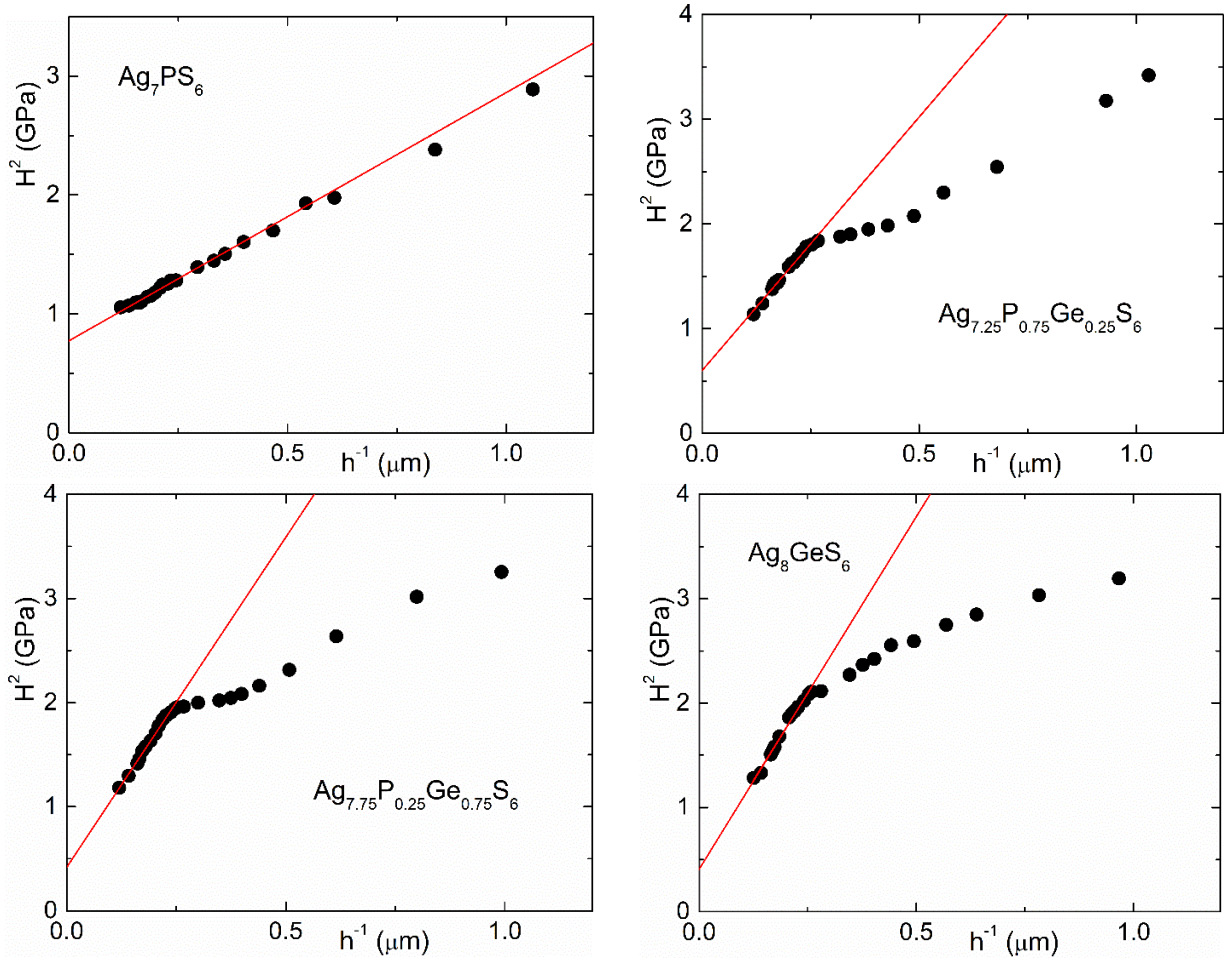 Ag₇PS₆
H² (GPa)
3
2
1
0
0.0
0.5
1.0
h⁻¹ (μm)
Ag₇.₂₅P₀.₇₅Ge₀.₂₅S₆
H² (GPa)
4
3
2
1
0
0.0
0.5
1.0
h⁻¹ (μm)
Ag₇.₇₅P₀.₂₅Ge₀.₇₅S₆
H² (GPa)
4
3
2
1
0
0.0
0.5
1.0
h⁻¹ (μm)
Ag₈GeS₆
H² (GPa)
4
3
2
1
0
0.0
0.5
1.0
h⁻¹ (μm)